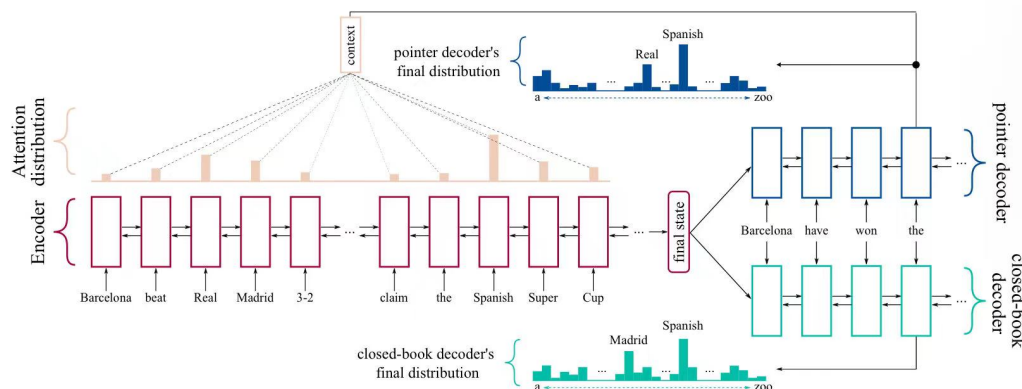 context
pointer decoder's
final distribution
Real
Spanish
...
...
...
a
zoo
Attention
distribution
Encoder
...
...
final state
Barcelona
beat
Real
Madrid
3-2
claim
the
Spanish
Super
Cup
pointer decoder
...
Barcelona
have
won
the
closed-book
decoder
...
closed-book decoder's
final distribution
Madrid
Spanish
...
...
...
a
zoo